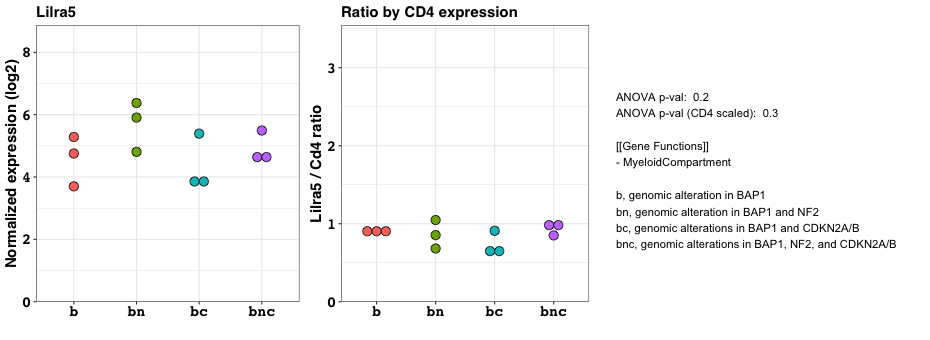 Lilra5
Normalized expression (log2)
8
6
4
2
0
b bn bc bnc
Ratio by CD4 expression
Lilra5 / Cd4 ratio
3
2
1
0
b bn bc bnc
ANOVA p-val: 0.2
ANOVA p-val (CD4 scaled): 0.3
[[Gene Functions]]
- MyeloidCompartment
b, genomic alteration in BAP1
bn, genomic alteration in BAP1 and NF2
bc, genomic alterations in BAP1 and CDKN2A/B
bnc, genomic alterations in BAP1, NF2, and CDKN2A/B